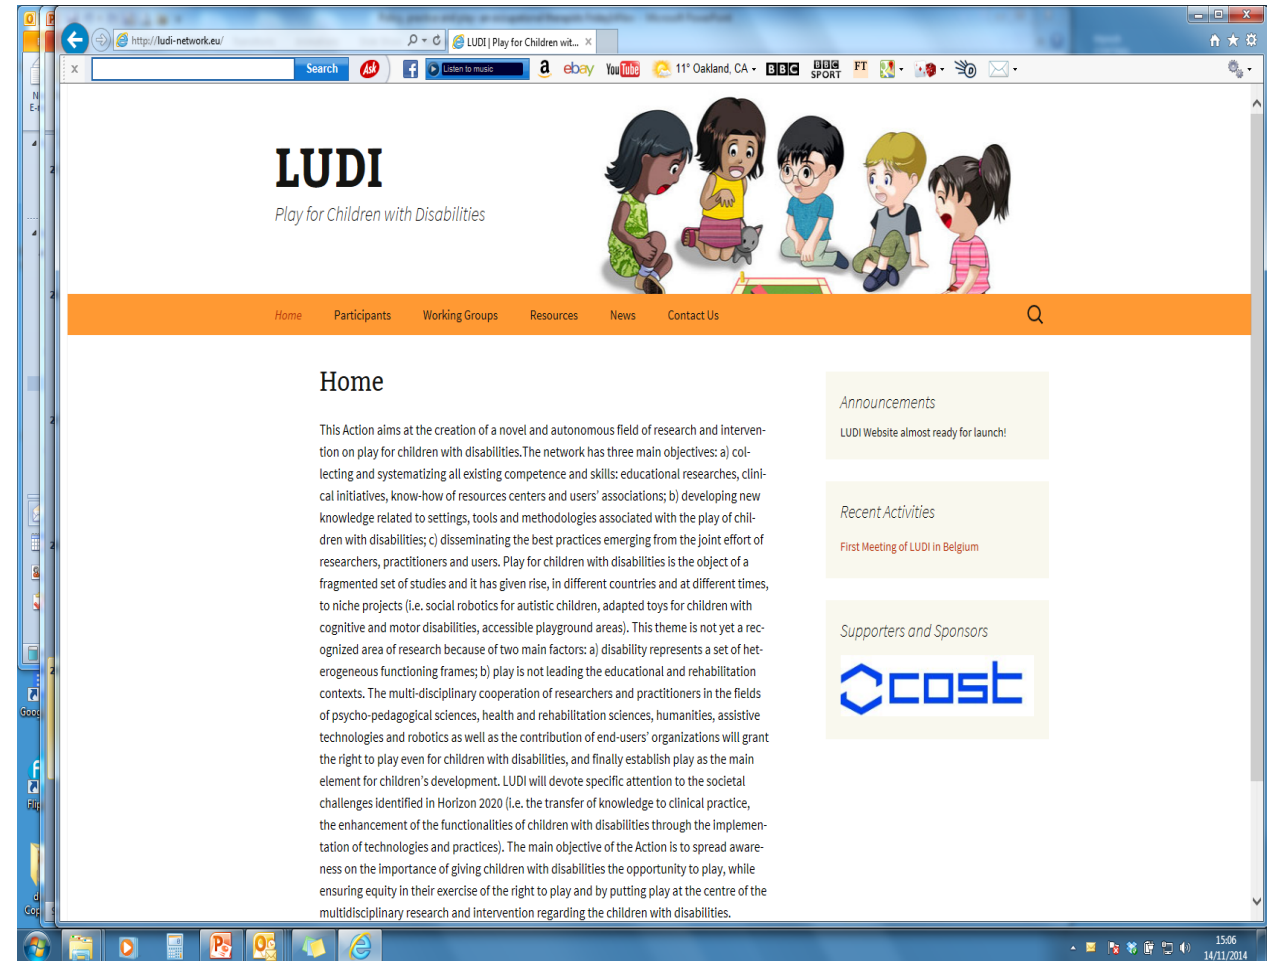 http://ludi-network.eu/
LUDI | Play for Children wit...
x
Search
Ask
Listen to music
a
ebay
YouTube
11° Oakland, CA
BBC
BBC SPORT
FT
LUDI
Play for Children with Disabilities
Home Participants Working Groups Resources News Contact Us
Home
This Action aims at the creation of a novel and autonomous field of research and interven-
tion on play for children with disabilities.The network has three main objectives: a) col-
lecting and systematizing all existing competence and skills: educational researches, clini-
cal initiatives, know-how of resources centers and users' associations; b) developing new
knowledge related to settings, tools and methodologies associated with the play of chil-
dren with disabilities; c) disseminating the best practices emerging from the joint effort of
researchers, practitioners and users. Play for children with disabilities is the object of a
fragmented set of studies and it has given rise, in different countries and at different times,
to niche projects (i.e. social robotics for autistic children, adapted toys for children with
cognitive and motor disabilities, accessible playground areas). This theme is not yet a rec-
ognized area of research because of two main factors: a) disability represents a set of het-
erogeneous functioning frames; b) play is not leading the educational and rehabilitation
contexts. The multi-disciplinary cooperation of researchers and practitioners in the fields
of psycho-pedagogical sciences, health and rehabilitation sciences, humanities, assistive
technologies and robotics as well as the contribution of end-users' organizations will grant
the right to play even for children with disabilities, and finally establish play as the main
element for children's development. LUDI will devote specific attention to the societal
challenges identified in Horizon 2020 (i.e. the transfer of knowledge to clinical practice,
the enhancement of the functionalities of children with disabilities through the implemen-
tation of technologies and practices). The main objective of the Action is to spread aware-
ness on the importance of giving children with disabilities the opportunity to play, while
ensuring equity in their exercise of the right to play and by putting play at the centre of the
multidisciplinary research and intervention regarding the children with disabilities.
Announcements
LUDI Website almost ready for launch!
Recent Activities
First Meeting of LUDI in Belgium
Supporters and Sponsors
cost
15:06
14/11/2014